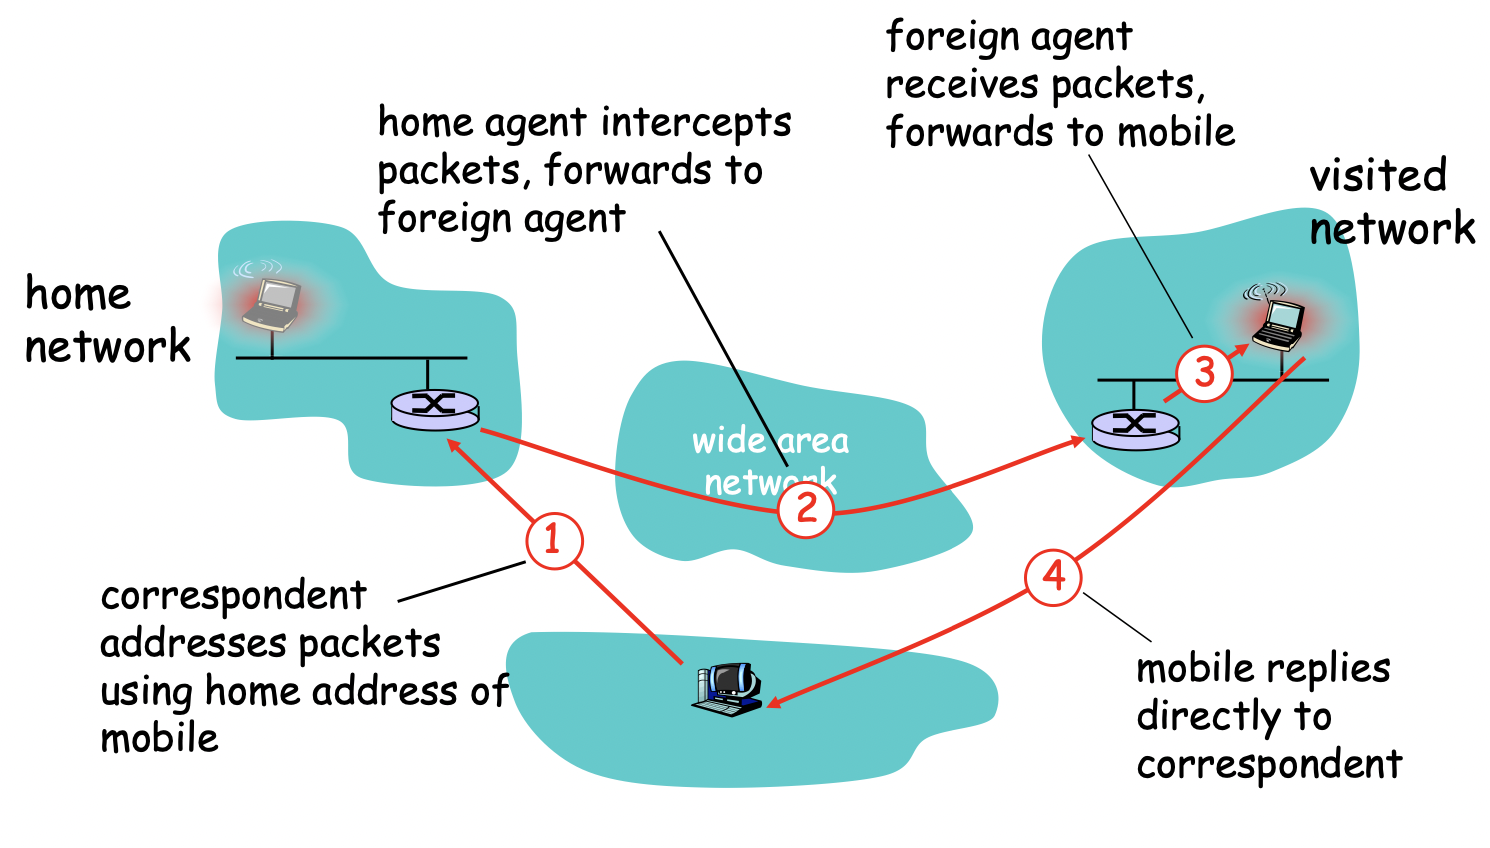 foreign agent
receives packets,
forwards to mobile
home agent intercepts
packets, forwards to
foreign agent
visited
network
home
network
wide area
network
1
2
3
4
correspondent
addresses packets
using home address of
mobile
mobile replies
directly to
correspondent